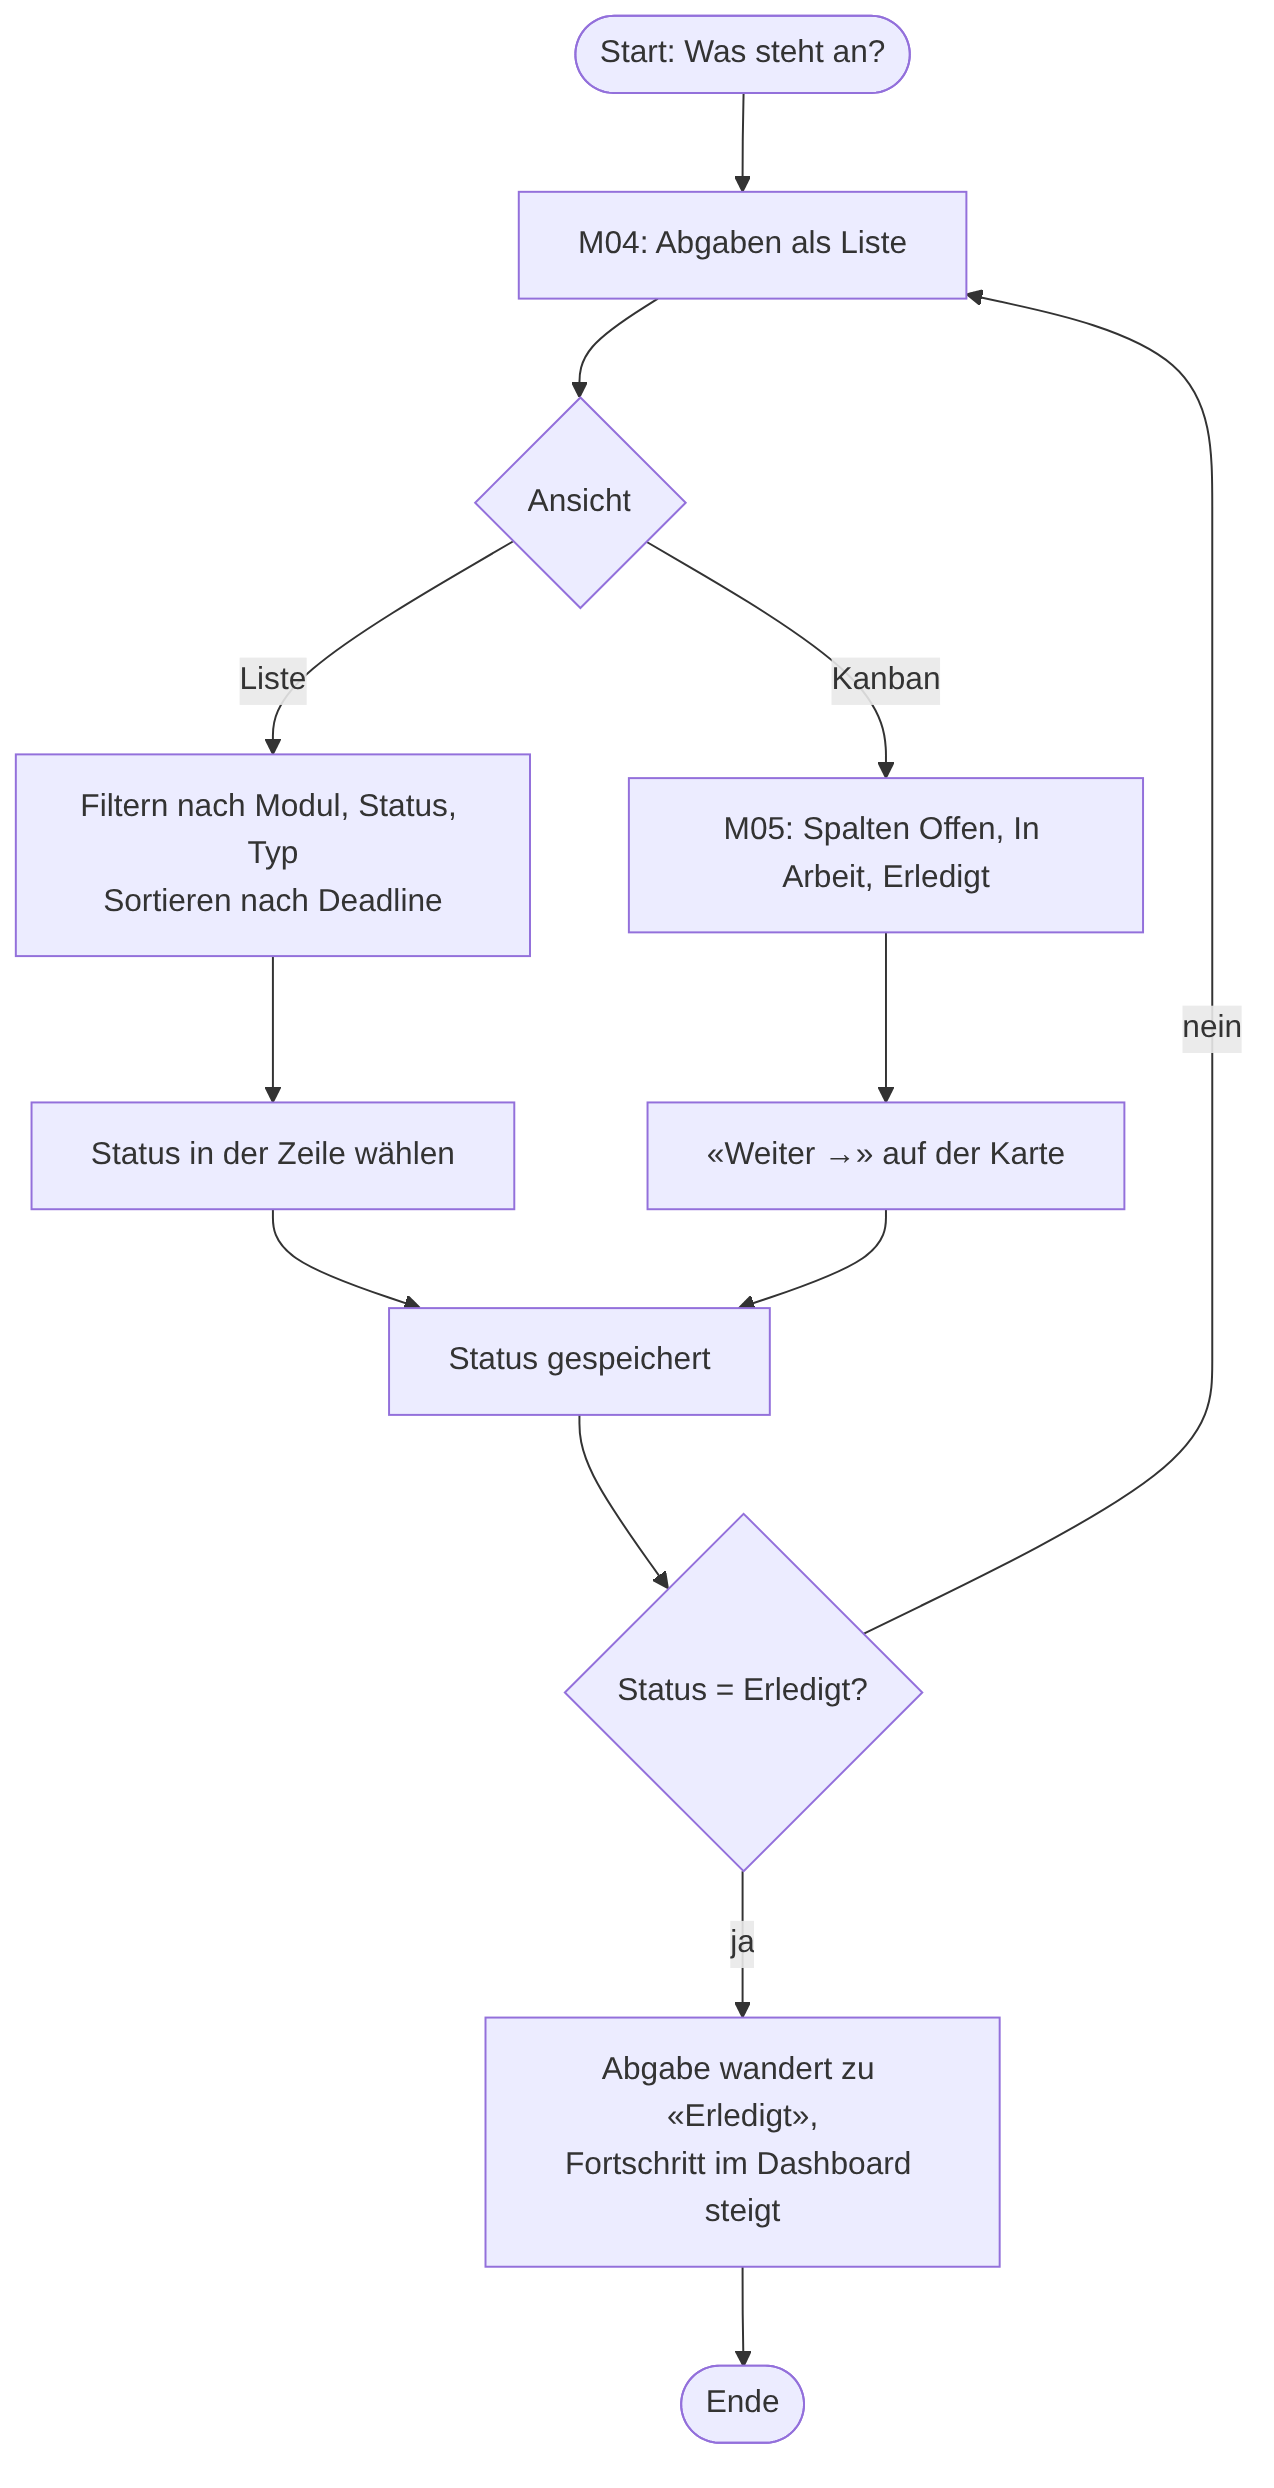 Start: Was steht an?
M04: Abgaben als Liste
Ansicht
Liste
Kanban
Filtern nach Modul, Status,
Typ
Sortieren nach Deadline
M05: Spalten Offen, In
Arbeit, Erledigt
nein
Status in der Zeile wählen
«Weiter →» auf der Karte
Status gespeichert
Status = Erledigt?
ja
Abgabe wandert zu
«Erledigt»,
Fortschritt im Dashboard
steigt
Ende